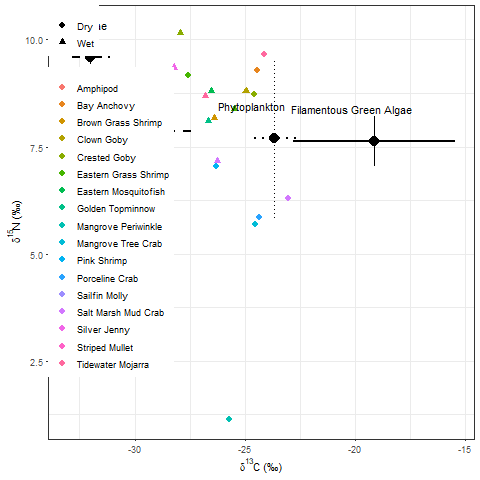 10.0
7.5
5.0
2.5
δ15N (‰)
Dry
Wet
Amphipod
Bay Anchovy
Brown Grass Shrimp
Clown Goby
Crested Goby
Eastern Grass Shrimp
Eastern Mosquitofish
Golden Topminnow
Mangrove Periwinkle
Mangrove Tree Crab
Pink Shrimp
Porceline Crab
Sailfin Molly
Salt Marsh Mud Crab
Silver Jenny
Striped Mullet
Tidewater Mojarra
Phytoplankton
Filamentous Green Algae
-30
-25
-20
-15
δ13C (‰)